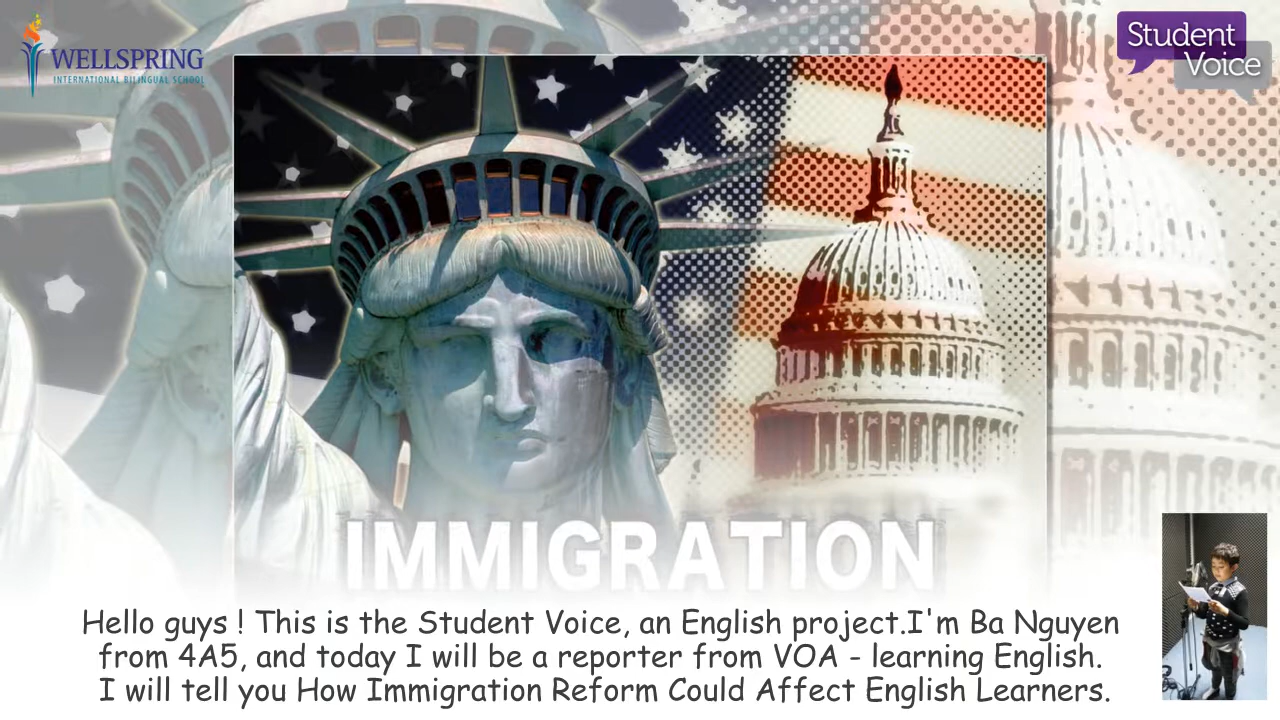 WELLSPRING
INTERNATIONAL BILINGUAL SCHOOL
Student
Voice
IMMIGRATION
Hello guys ! This is the Student Voice, an English project.I'm Ba Nguyen
from 4A5, and today I will be a reporter from VOA - learning English.
I will tell you How Immigration Reform Could Affect English Learners.